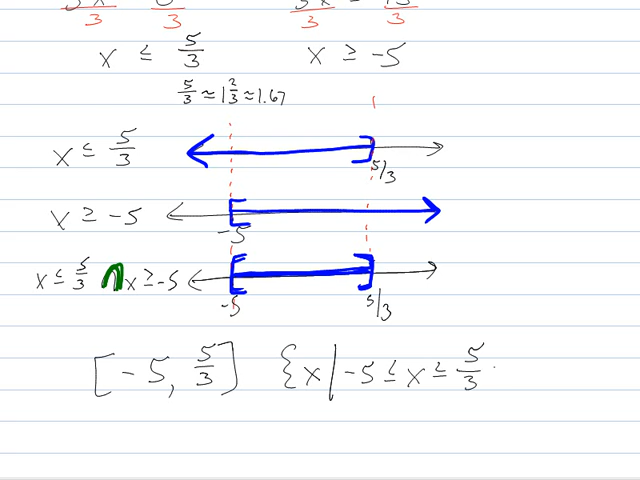 x ≤ 5/3 x ≥ -5
5/3 ≈ 1 2/3 ≈ 1.67
x ≤ 5/3
5/3
x ≥ -5
-5
x ≤ 5/3 ∩ x ≥ -5
-5 5/3
[-5, 5/3] {x | -5 ≤ x ≥ 5/3